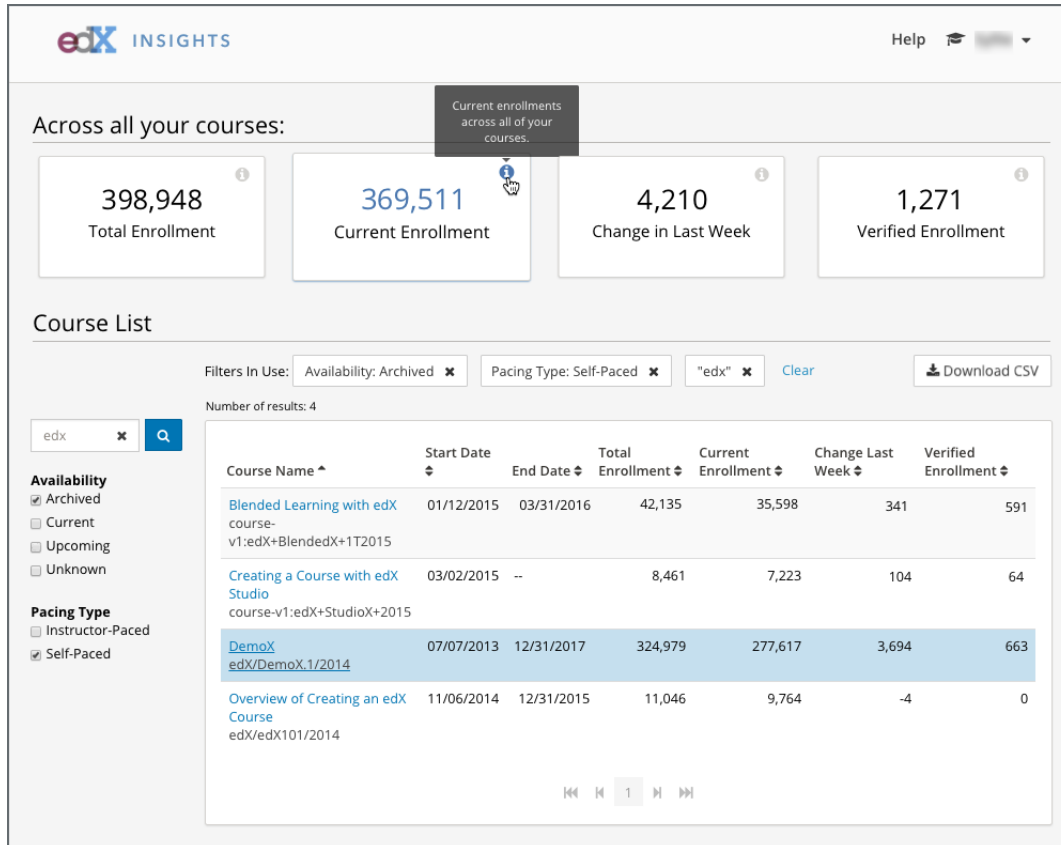 edX INSIGHTS
Help
Current enrollments
across all of your
courses.
Across all your courses:
398,948
Total Enrollment
369,511
Current Enrollment
4,210
Change in Last Week
1,271
Verified Enrollment
Course List
Filters In Use: Availability: Archived ✖ Pacing Type: Self-Paced ✖ "edx" ✖ Clear Download CSV
Number of results: 4
edx ✖
Availability
Archived
Current
Upcoming
Unknown
Pacing Type
Instructor-Paced
Self-Paced
Course Name Start Date End Date Total Enrollment Current Enrollment Change Last Week Verified Enrollment
Blended Learning with edX 01/12/2015 03/31/2016 42,135 35,598 341 591
course-
v1:edX+BlendedX+1T2015
Creating a Course with edX 03/02/2015 -- 8,461 7,223 104 64
Studio
course-v1:edX+StudioX+2015
DemoX 07/07/2013 12/31/2017 324,979 277,617 3,694 663
edX/DemoX.1/2014
Overview of Creating an edX 11/06/2014 12/31/2015 11,046 9,764 -4 0
Course
edX/edX101/2014
1